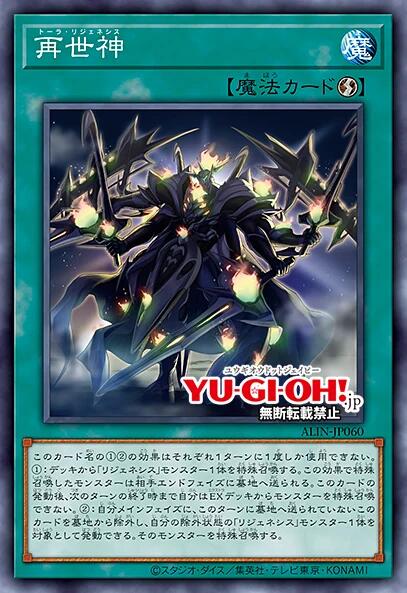 トーラ・リジェネシス
再世神
魔
まほう
【魔法カード】
ユウギオウドットジェイピー
YU-GI-OH!.jp
無断転載禁止
ALIN-JP060
このカード名の①②の効果はそれぞれ1ターンに1度しか使用できない。
①:デッキから「リジェネシス」モンスター1体を特殊召喚する。この効果で特殊
召喚したモンスターは相手エンドフェイズに墓地へ送られる。このカードの
発動後、次のターンの終了時まで自分はEXデッキからモンスターを特殊召喚
できない。②:自分メインフェイズに、このターンに墓地へ送られていないこの
カードを墓地から除外し、自分の除外状態の「リジェネシス」モンスター1体を
対象として発動できる。そのモンスターを特殊召喚する。
©スタジオ・ダイス/集英社・テレビ東京・KONAMI